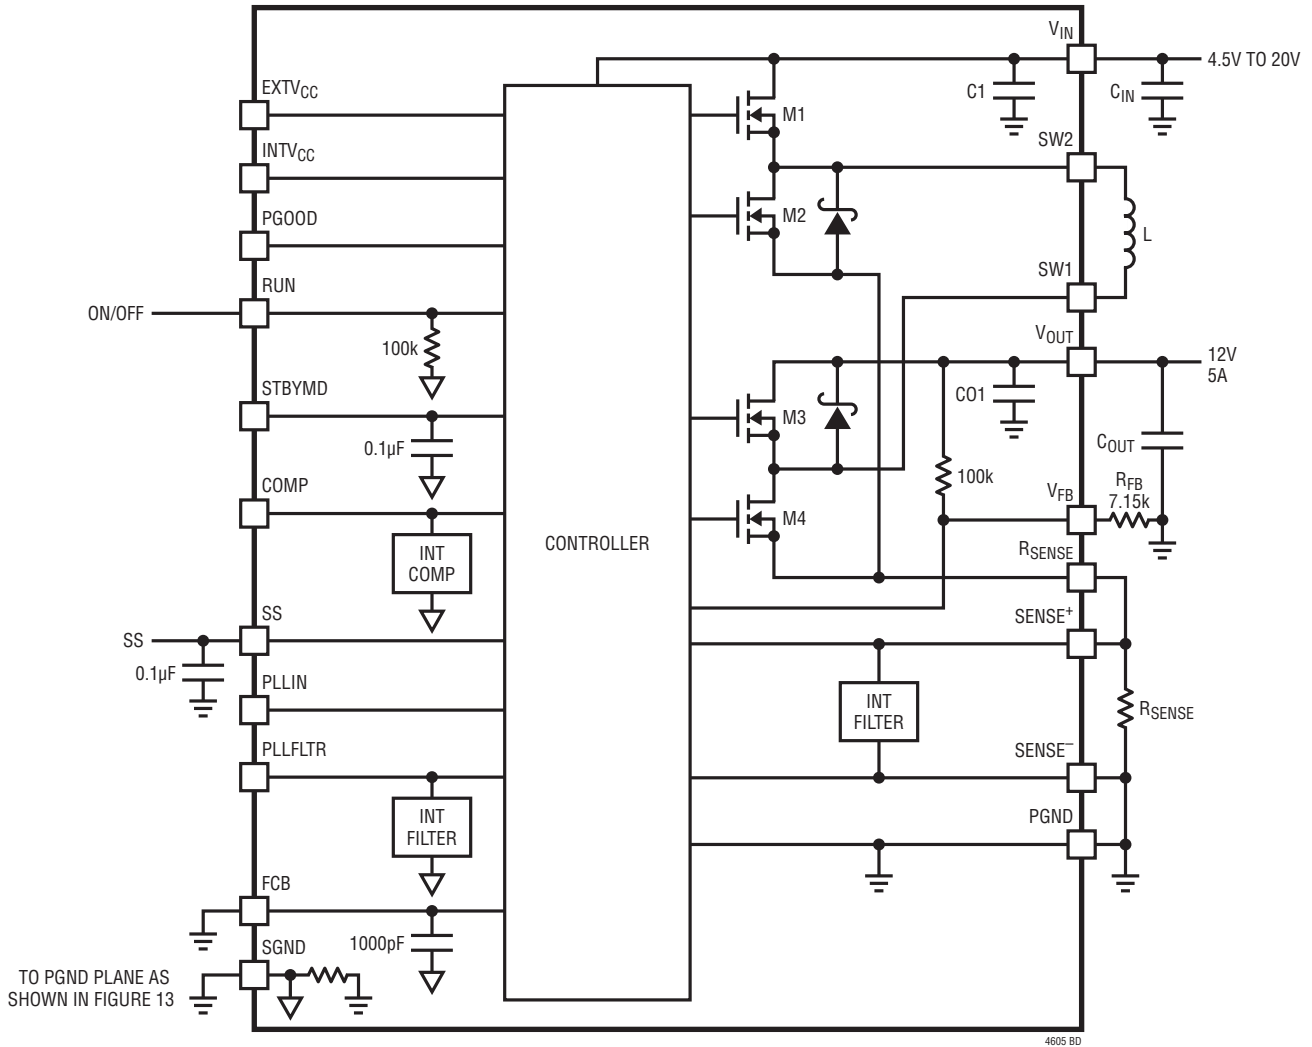 EXTVCC
INTVCC
PGOOD
RUN
ON/OFF
100k
STBYMD
0.1µF
COMP
INT
COMP
SS
SS
0.1µF
PLLIN
PLLFLTR
INT
FILTER
FCB
1000pF
SGND
TO PGND PLANE AS
SHOWN IN FIGURE 13
CONTROLLER
M1
M2
M3
M4
VIN
4.5V TO 20V
C1
CIN
SW2
L
SW1
VOUT
12V
5A
CO1
COUT
100k
VFB
RFB
7.15k
RSENSE
SENSE+
INT
FILTER
RSENSE
SENSE–
PGND
4605 BD